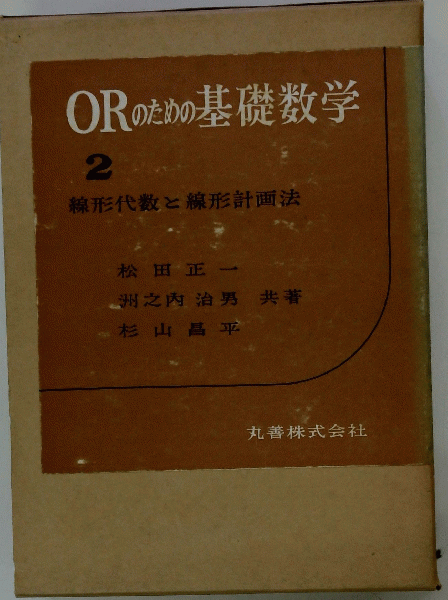 ORのための基礎数学
2
線形代数と線形計画法
松田正一
洲之内治男 共著
杉山昌平
丸善株式会社